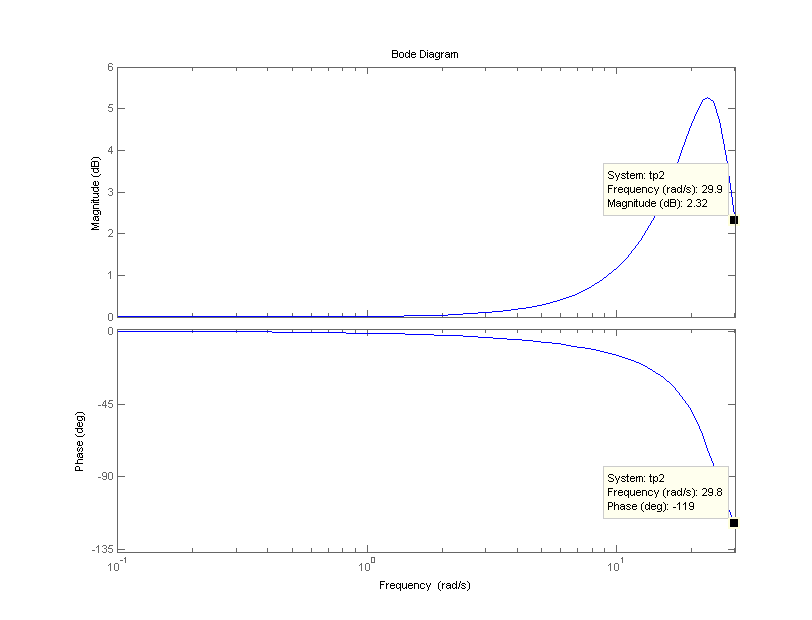 Bode Diagram
Magnitude (dB)
6
5
4
3
2
1
0
System: tp2
Frequency (rad/s): 29.9
Magnitude (dB): 2.32
Phase (deg)
0
-45
-90
-135
System: tp2
Frequency (rad/s): 29.8
Phase (deg): -119
10^-1
10^0
10^1
Frequency (rad/s)